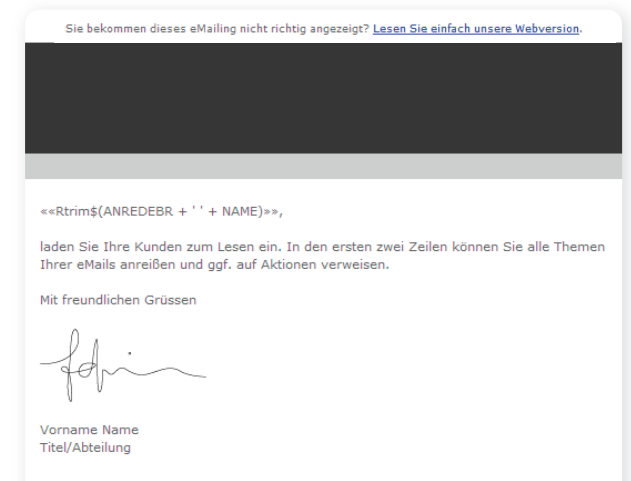 Sie bekommen dieses eMailing nicht richtig angezeigt? Lesen Sie einfach unsere Webversion.
««Rtrim$(ANREDEBR + ' ' + NAME)»»,
laden Sie Ihre Kunden zum Lesen ein. In den ersten zwei Zeilen können Sie alle Themen
Ihrer eMails anreißen und ggf. auf Aktionen verweisen.
Mit freundlichen Grüssen
Vorname Name
Titel/Abteilung